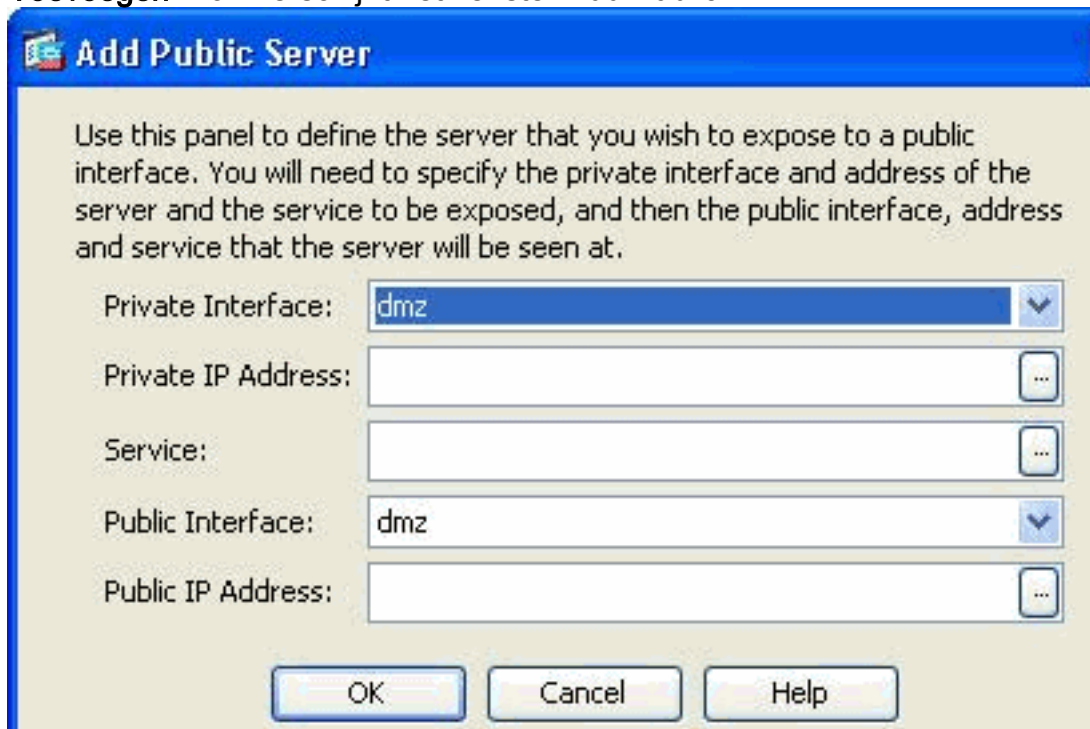 Add Public Server
Use this panel to define the server that you wish to expose to a public
interface. You will need to specify the private interface and address of the
server and the service to be exposed, and then the public interface, address
and service that the server will be seen at.
Private Interface: dmz
Private IP Address: ...
Service: ...
Public Interface: dmz
Public IP Address: ...
OK Cancel Help